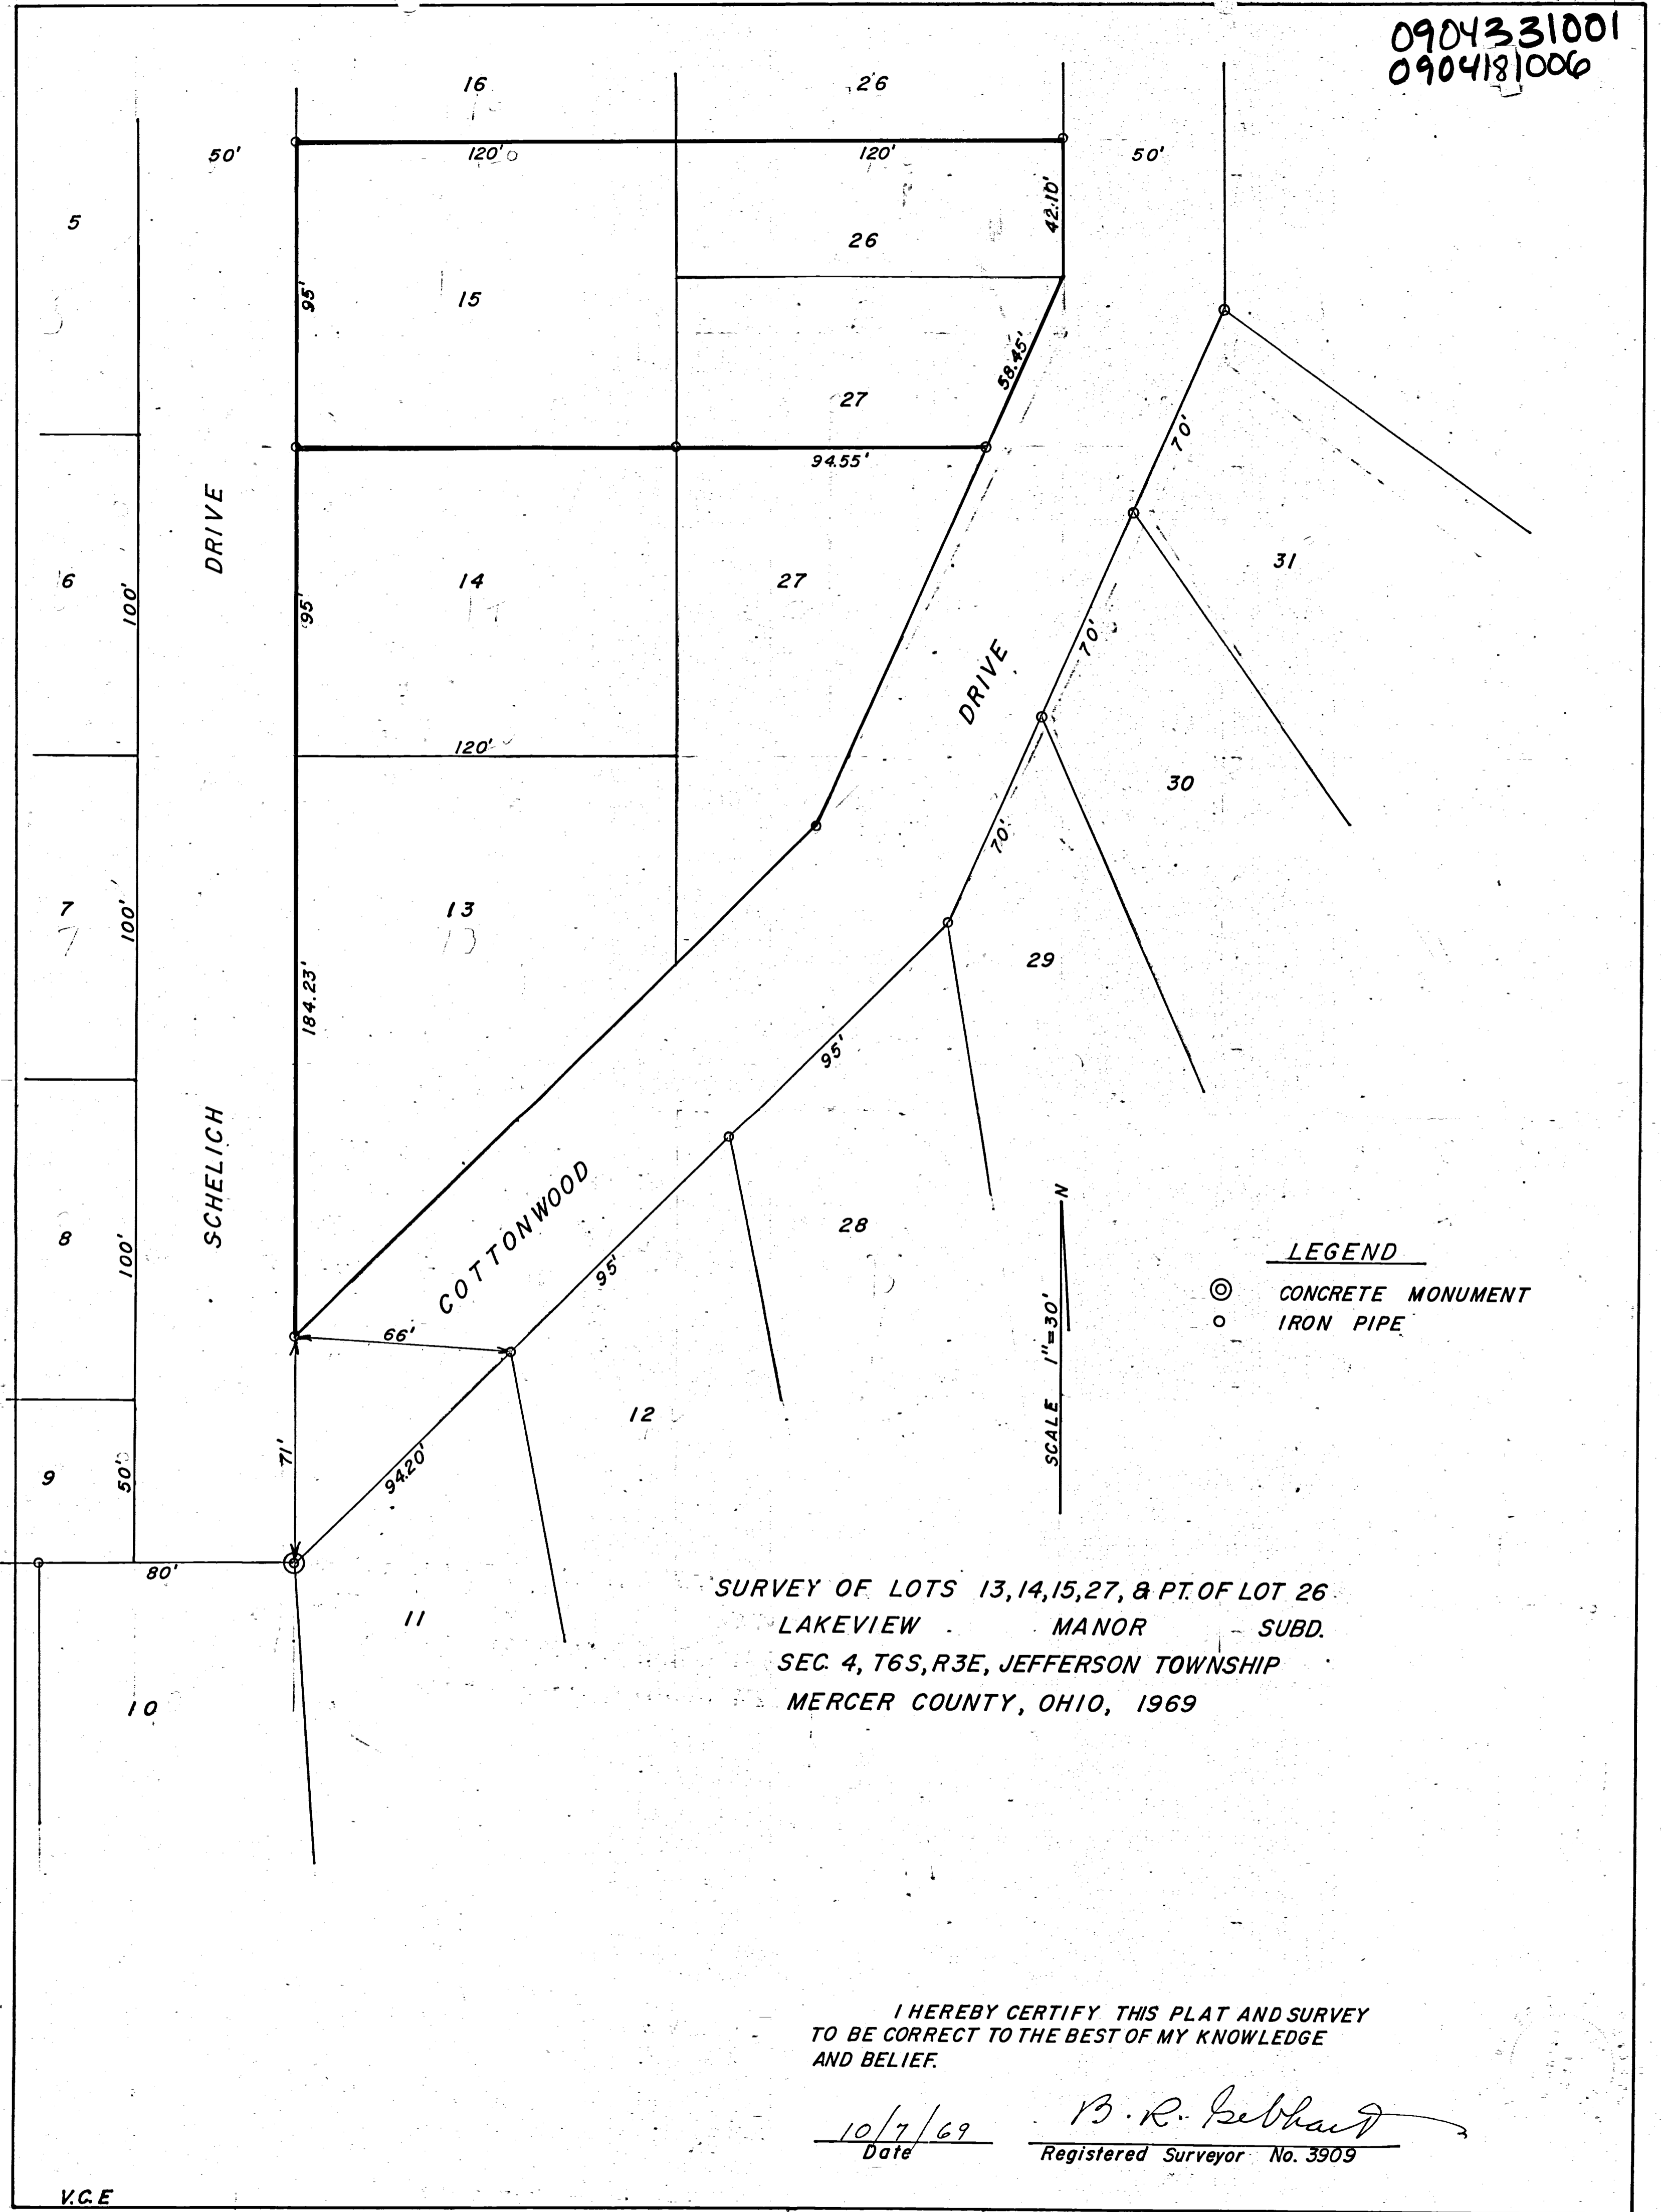 0904331001
0904181006
16
26
50'
120'
120'
50'
42.10'
5
26
95'
15
58.45'
27
70'
94.55'
DRIVE
31
6
100'
95'
14
27
70'
DRIVE
120'
30
70'
7
100'
13
29
184.23'
95'
SCHELICH
COTTONWOOD
28
N
8
100'
95'
LEGEND
CONCRETE MONUMENT
IRON PIPE
66'
SCALE 1"=30'
12
71'
94.20'
9
50'
80'
11
10
SURVEY OF LOTS 13,14,15,27, & PT. OF LOT 26
LAKEVIEW MANOR SUBD.
SEC. 4, T6S, R3E, JEFFERSON TOWNSHIP
MERCER COUNTY, OHIO, 1969
I HEREBY CERTIFY THIS PLAT AND SURVEY
TO BE CORRECT TO THE BEST OF MY KNOWLEDGE
AND BELIEF.
10/7/69 B. R. Gebhart
Date Registered Surveyor No. 3909
V.C.E